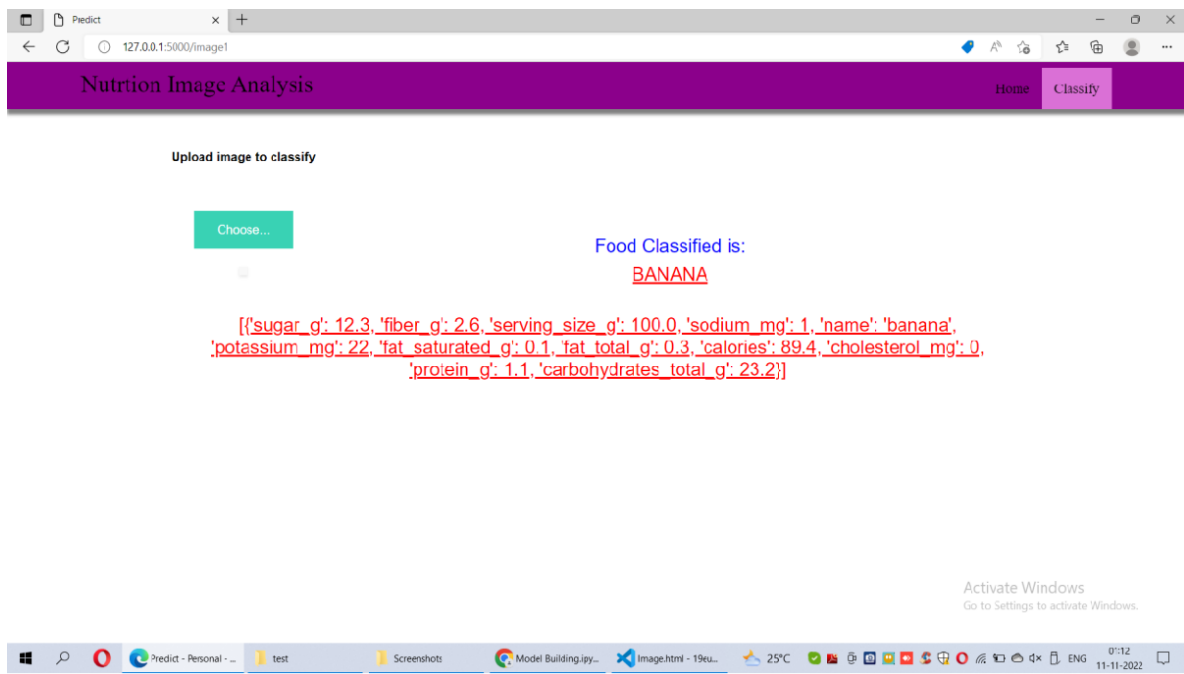 Predict
127.0.0.1:5000/image1
Nutrtion Image Analysis
Home
Classify
Upload image to classify
Choose...
Food Classified is:
BANANA
[{'sugar_g': 12.3, 'fiber_g': 2.6, 'serving_size_g': 100.0, 'sodium_mg': 1, 'name': 'banana',
'potassium_mg': 22, 'fat_saturated_g': 0.1, 'fat_total_g': 0.3, 'calories': 89.4, 'cholesterol_mg': 0,
'protein_g': 1.1, 'carbohydrates_total_g': 23.2}]
Activate Windows
Go to Settings to activate Windows.
Predict - Personal - ...
test
Screenshots
Model Building.ipy...
Image.html - 19eu...
25°C
ENG
11-11-2022